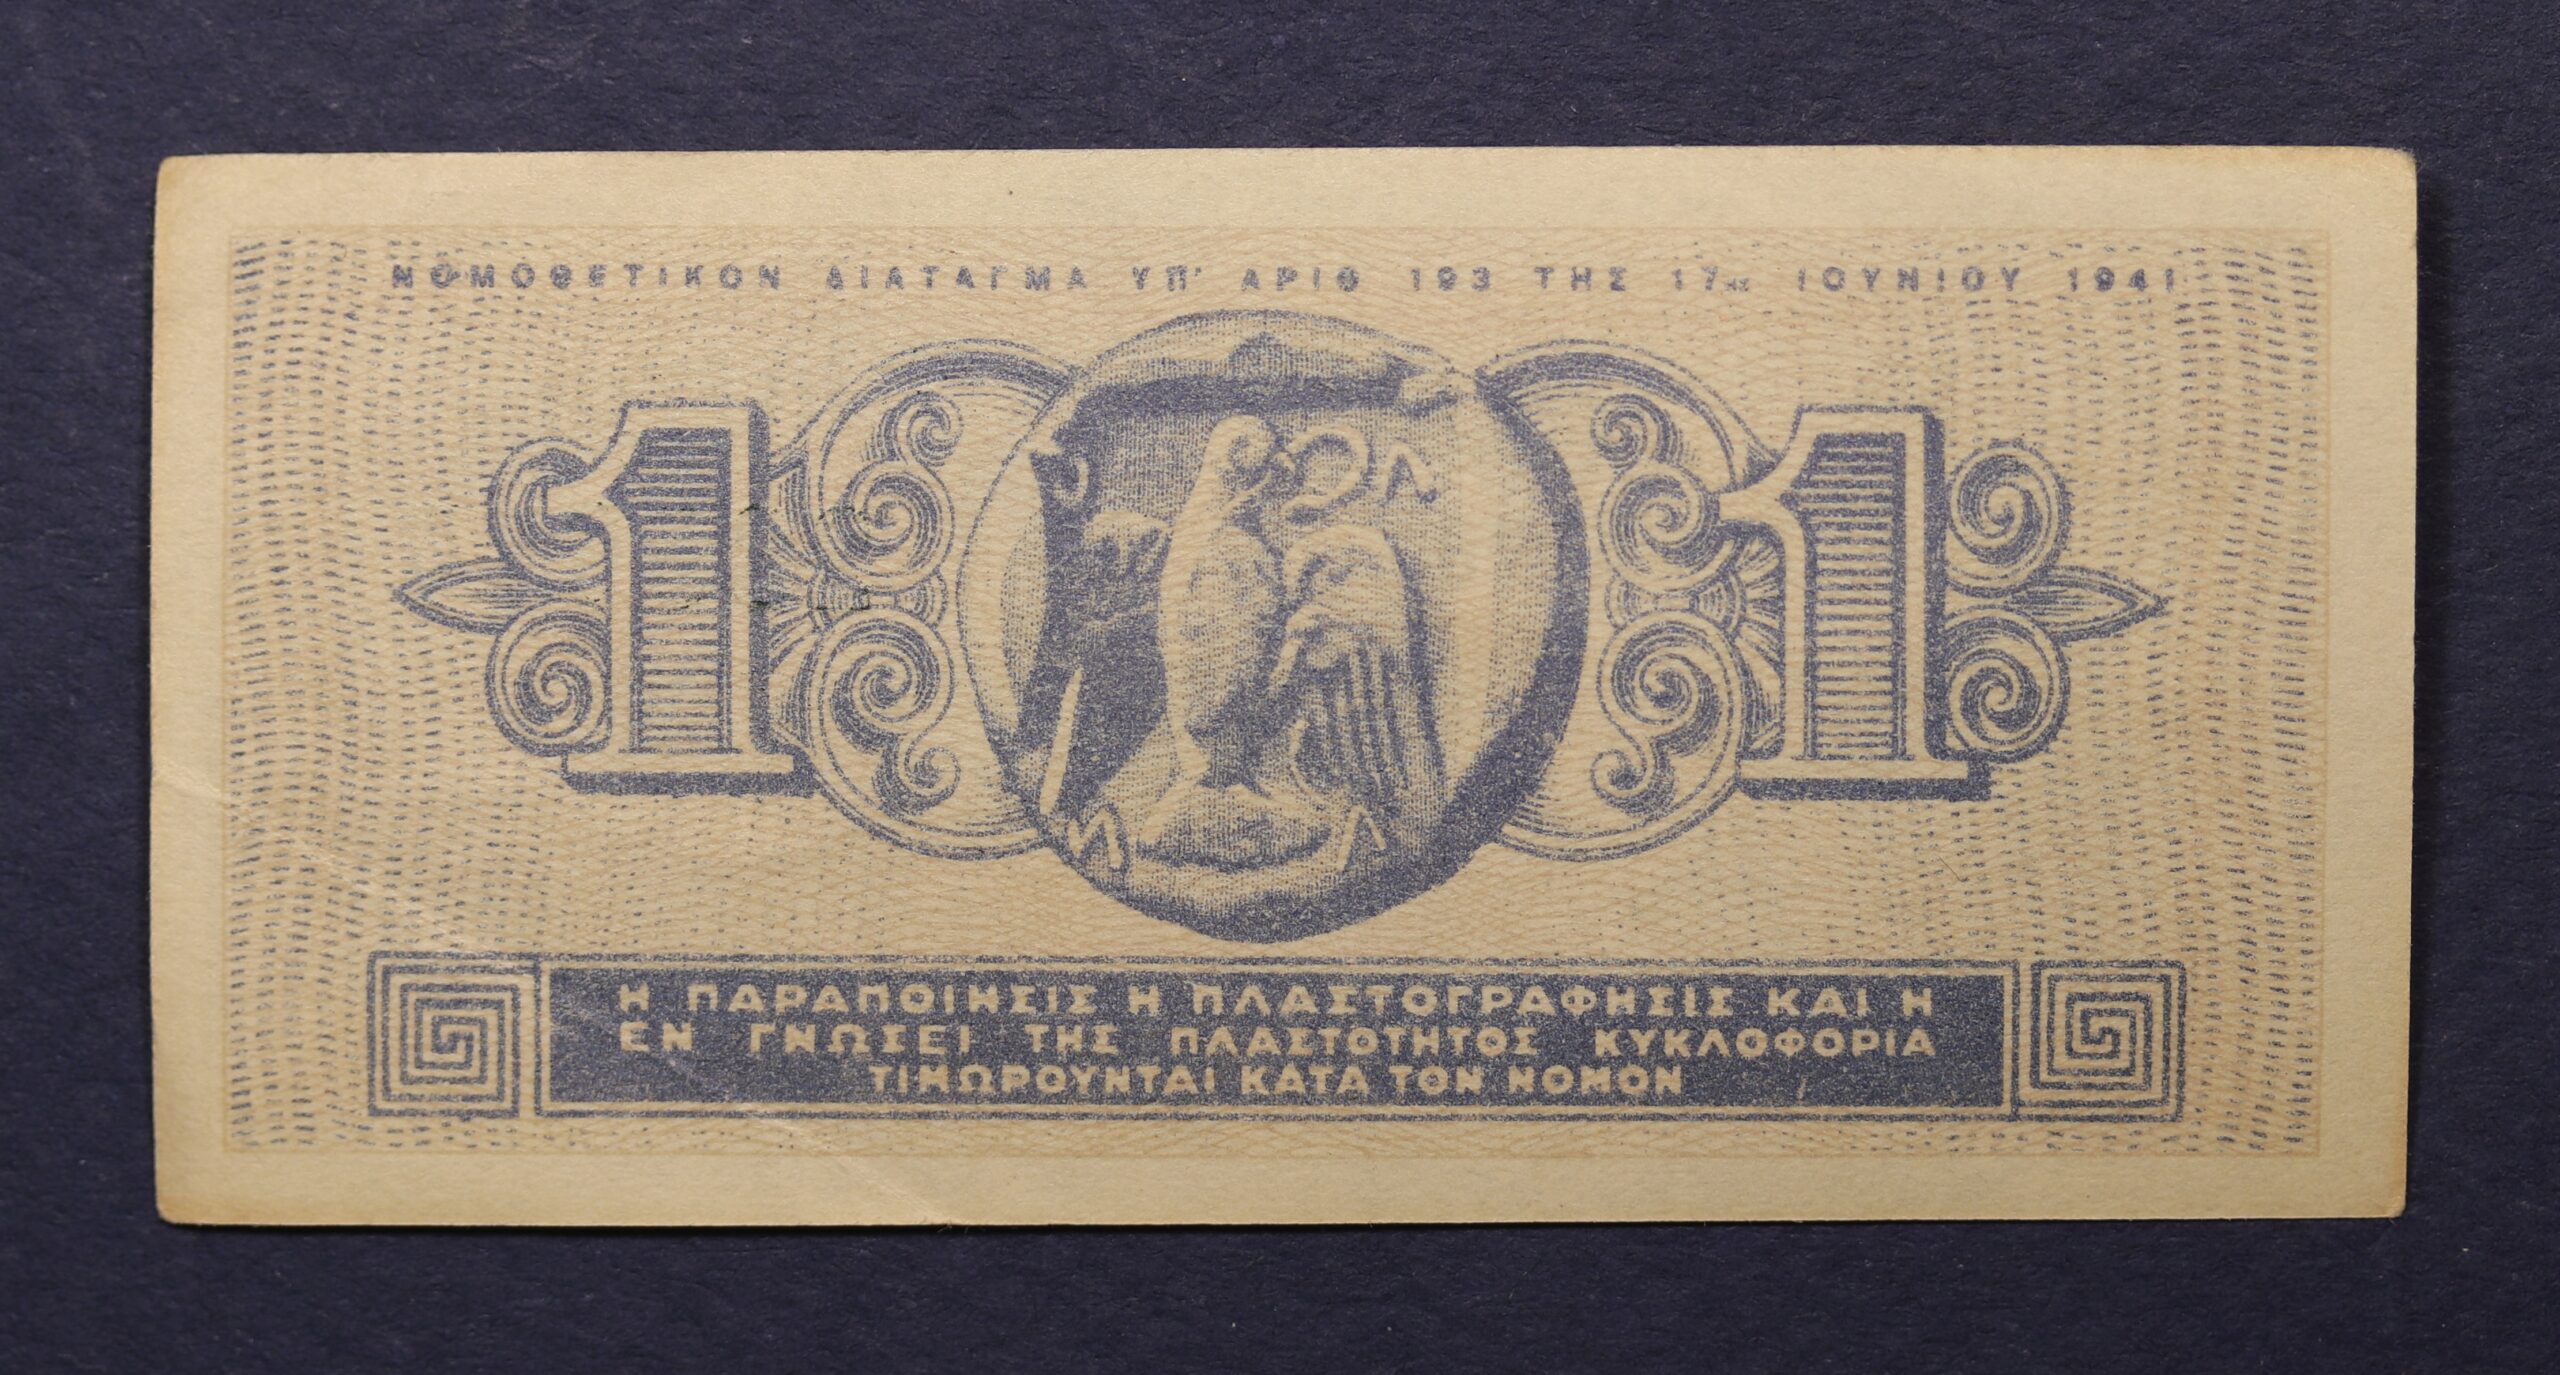 ΝΟΜΟΘΕΤΙΚΟΝ ΔΙΑΤΑΓΜΑ ΥΠ' ΑΡΙΘ 193 ΤΗΣ 17ης ΙΟΥΝΙΟΥ 1941
1 1
Η ΠΑΡΑΠΟΙΗΣΙΣ Η ΠΛΑΣΤΟΓΡΑΦΗΣΙΣ ΚΑΙ Η
ΕΝ ΓΝΩΣΕΙ ΤΗΣ ΠΛΑΣΤΟΤΗΤΟΣ ΚΥΚΛΟΦΟΡΙΑ
ΤΙΜΩΡΟΥΝΤΑΙ ΚΑΤΑ ΤΟΝ ΝΟΜΟΝ